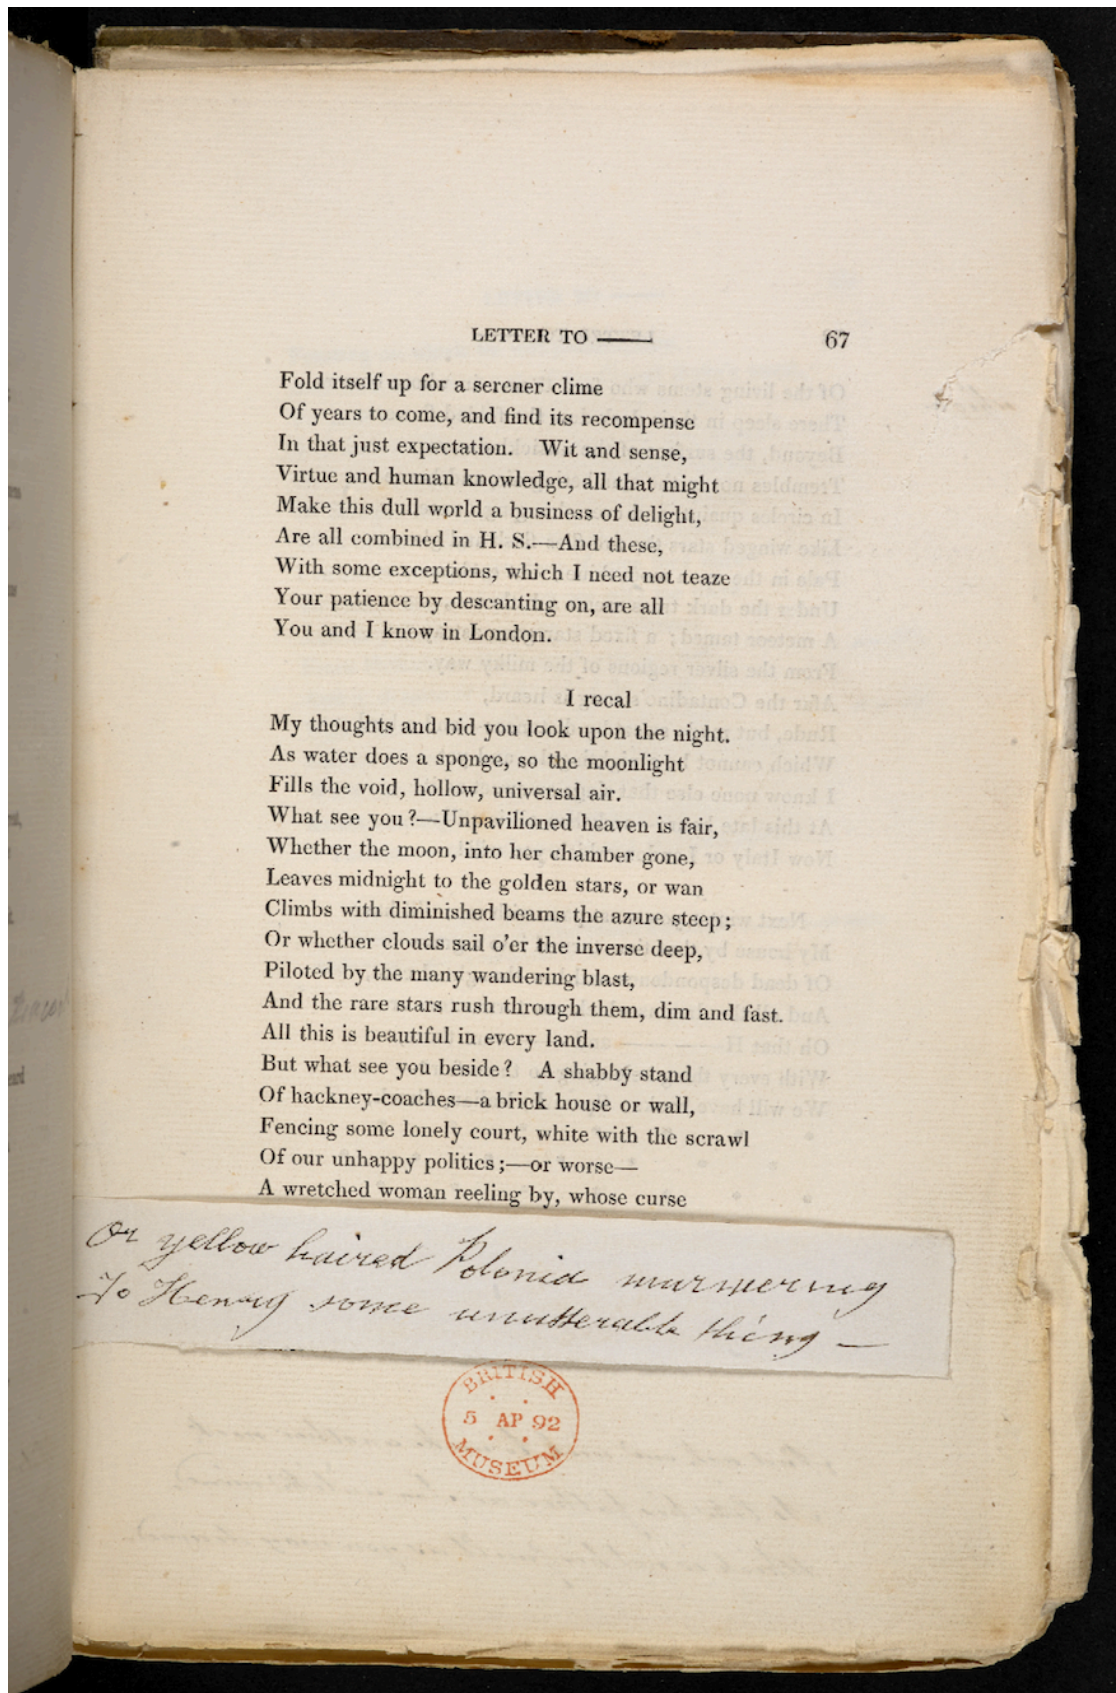 LETTER TO —— 67
Fold itself up for a serener clime
Of years to come, and find its recompense
In that just expectation. Wit and sense,
Virtue and human knowledge, all that might
Make this dull world a business of delight,
Are all combined in H. S.—And these,
With some exceptions, which I need not teaze
Your patience by descanting on, are all
You and I know in London.
I recal
My thoughts and bid you look upon the night.
As water does a sponge, so the moonlight
Fills the void, hollow, universal air.
What see you?—Unpavilioned heaven is fair,
Whether the moon, into her chamber gone,
Leaves midnight to the golden stars, or wan
Climbs with diminished beams the azure steep;
Or whether clouds sail o'er the inverse deep,
Piloted by the many wandering blast,
And the rare stars rush through them, dim and fast.
All this is beautiful in every land.
But what see you beside? A shabby stand
Of hackney-coaches—a brick house or wall,
Fencing some lonely court, white with the scrawl
Of our unhappy politics;—or worse—
A wretched woman reeling by, whose curse
Or yellow haired Polonia murmering
To Henry some unutterable thing —
BRITISH
5 AP 92
MUSEUM